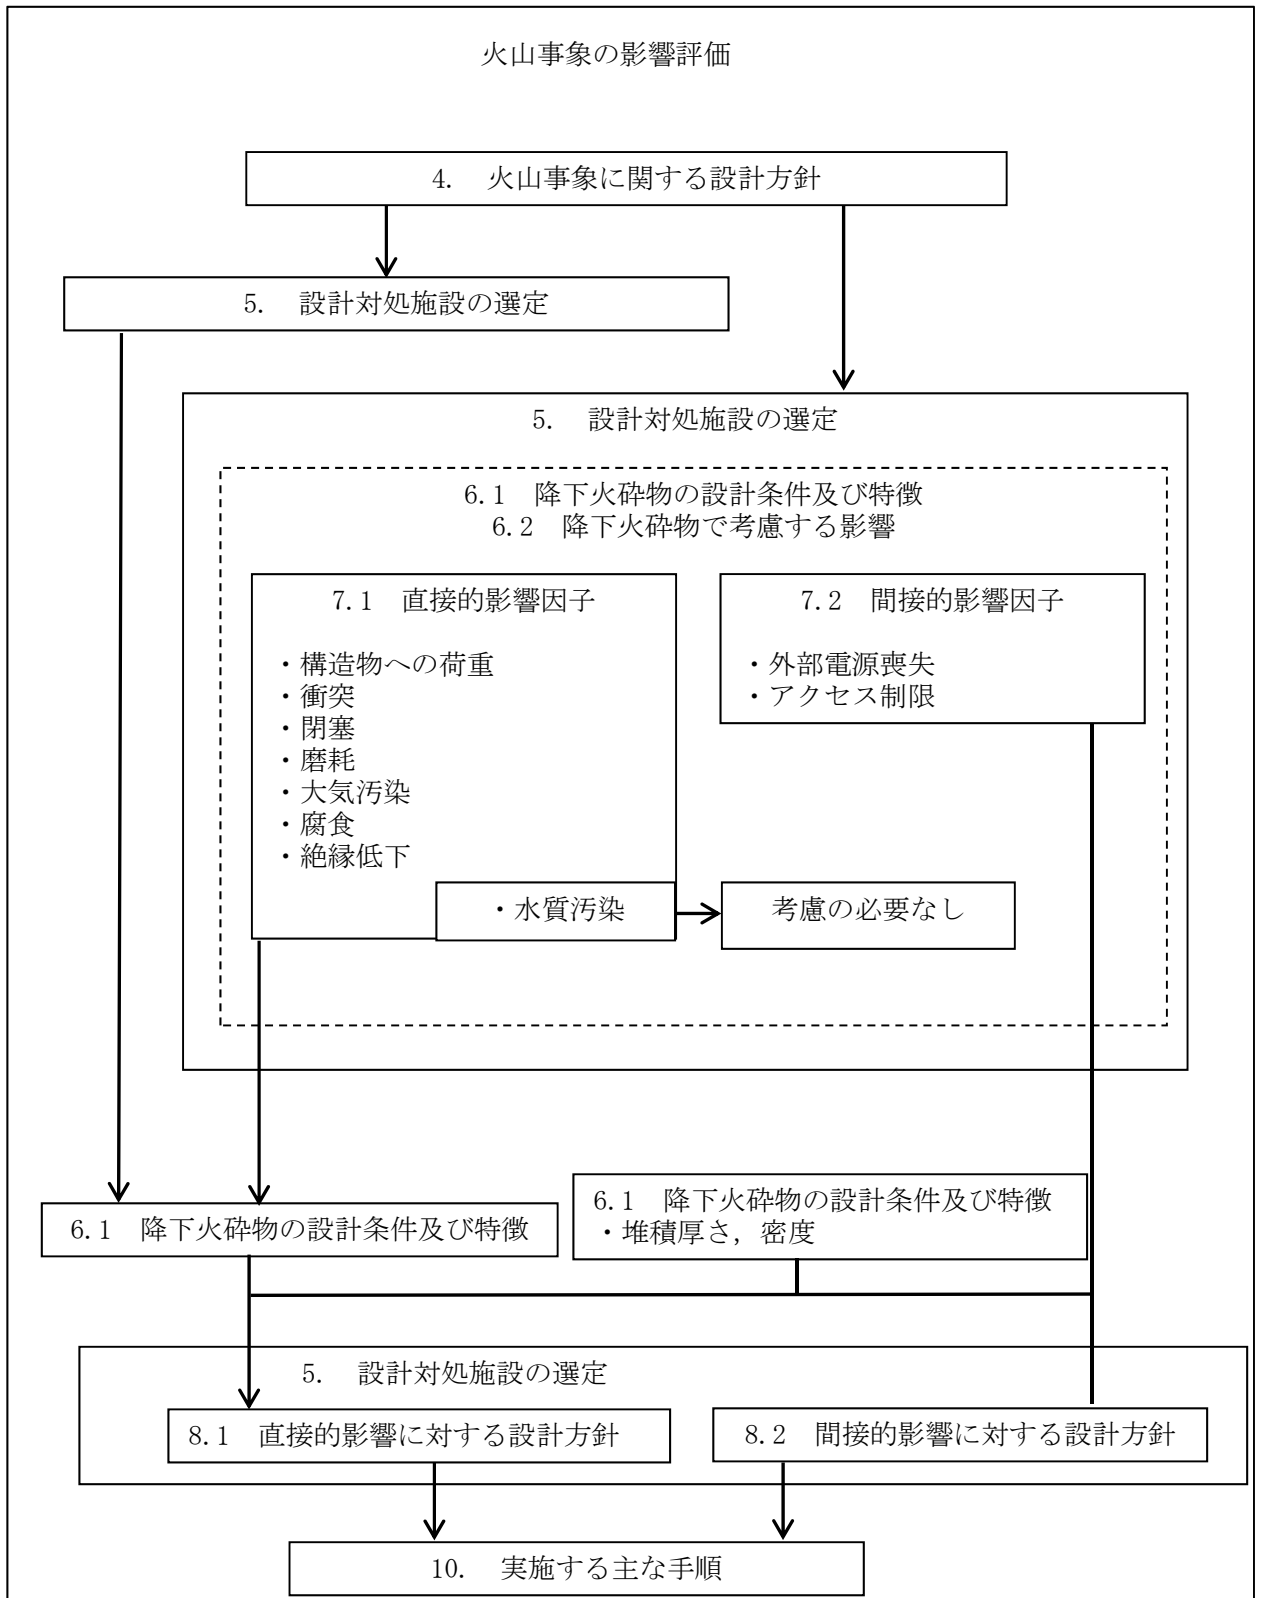 火山事象の影響評価
4.　火山事象に関する設計方針
5.　設計対処施設の選定
5.　設計対処施設の選定
6.1　降下火砕物の設計条件及び特徴
6.2　降下火砕物で考慮する影響
7.1　直接的影響因子
・構造物への荷重
・衝突
・閉塞
・磨耗
・大気汚染
・腐食
・絶縁低下
・水質汚染
7.2　間接的影響因子
・外部電源喪失
・アクセス制限
考慮の必要なし
6.1　降下火砕物の設計条件及び特徴
6.1　降下火砕物の設計条件及び特徴
・堆積厚さ，密度
5.　設計対処施設の選定
8.1　直接的影響に対する設計方針
8.2　間接的影響に対する設計方針
10.　実施する主な手順